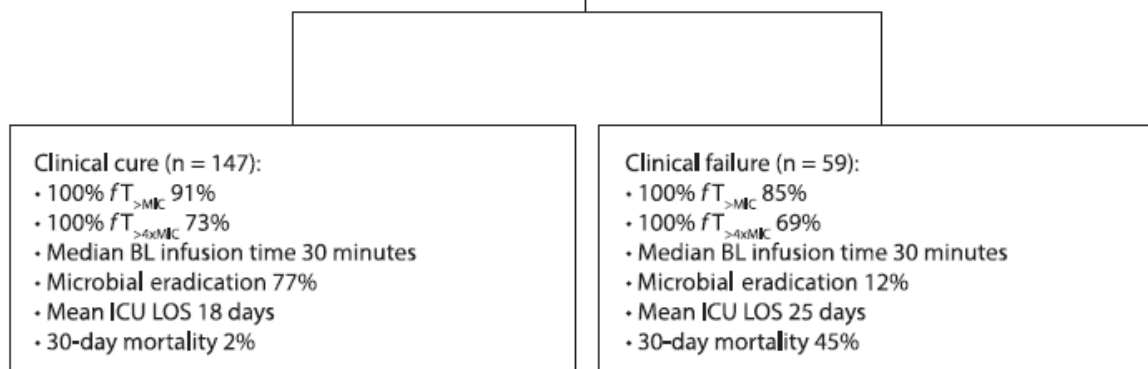 Clinical cure (n = 147):
• 100% fT>MIC 91%
• 100% fT>4xMIC 73%
• Median BL infusion time 30 minutes
• Microbial eradication 77%
• Mean ICU LOS 18 days
• 30-day mortality 2%
Clinical failure (n = 59):
• 100% fT>MIC 85%
• 100% fT>4xMIC 69%
• Median BL infusion time 30 minutes
• Microbial eradication 12%
• Mean ICU LOS 25 days
• 30-day mortality 45%